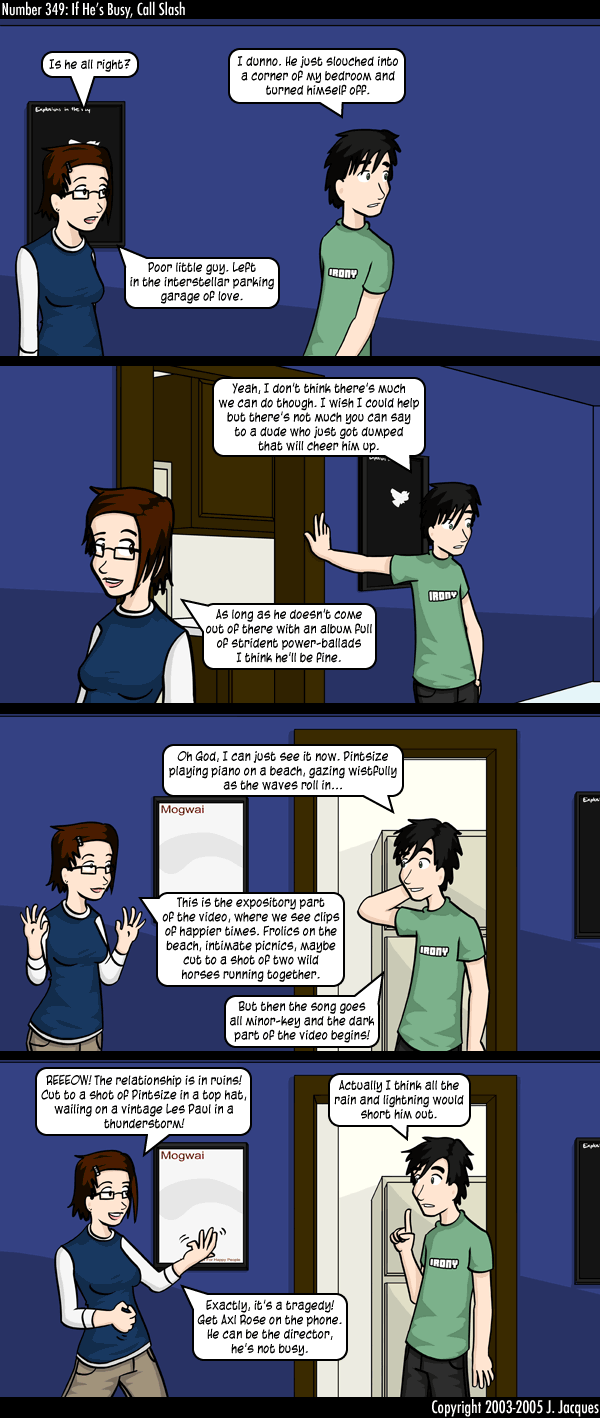 Number 349: If He's Busy, Call Slash
Is he all right?
I dunno. He just slouched into
a corner of my bedroom and
turned himself off.
Explosions in the sky
IRONY
Poor little guy. Left
in the interstellar parking
garage of love.
Yeah, I don't think there's much
we can do though. I wish I could help
but there's not much you can say
to a dude who just got dumped
that will cheer him up.
IRONY
As long as he doesn't come
out of there with an album full
of strident power-ballads
I think he'll be fine.
Oh God, I can just see it now. Pintsize
playing piano on a beach, gazing wistfully
as the waves roll in...
Mogwai
This is the expository part
of the video, where we see clips
of happier times. Frolics on the
beach, intimate picnics, maybe
cut to a shot of two wild
horses running together.
IRONY
But then the song goes
all minor-key and the dark
part of the video begins!
REEEOW! The relationship is in ruins!
Cut to a shot of Pintsize in a top hat,
wailing on a vintage Les Paul in a
thunderstorm!
Actually I think all the
rain and lightning would
short him out.
Mogwai
For Happy People
IRONY
Exactly, it's a tragedy!
Get Axl Rose on the phone.
He can be the director,
he's not busy.
Copyright 2003-2005 J. Jacques